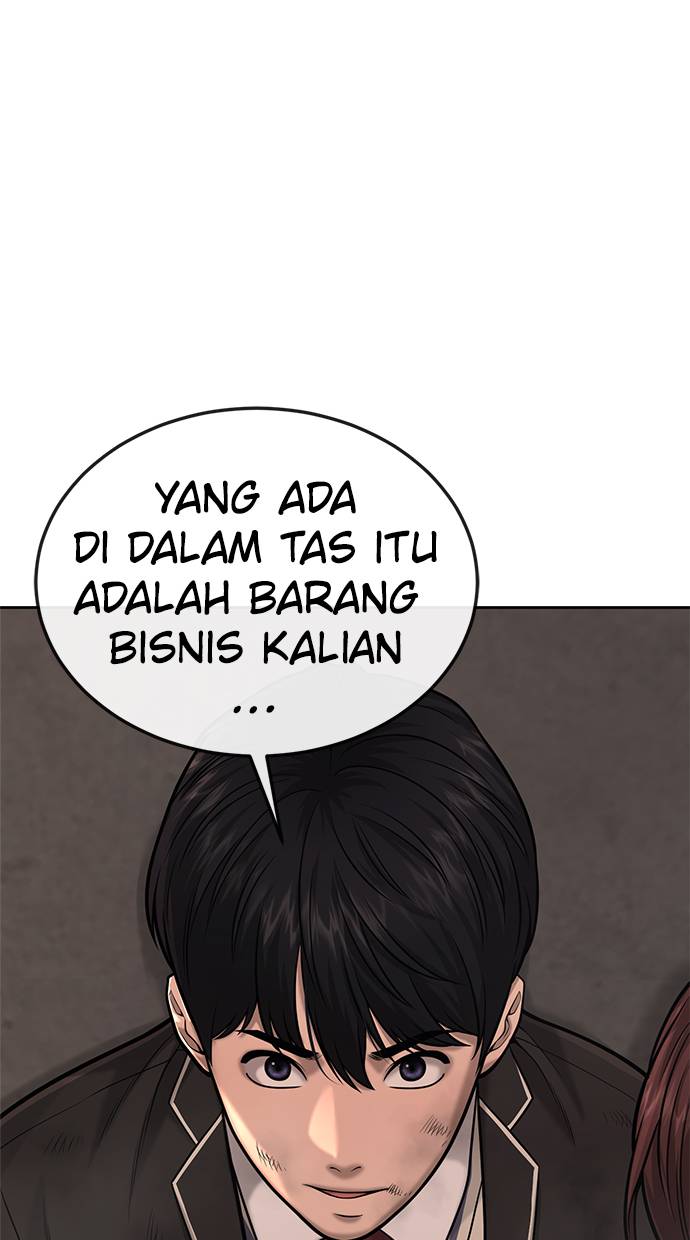 YANG ADA
DI DALAM TAS ITU
ADALAH BARANG
BISNIS KALIAN
...